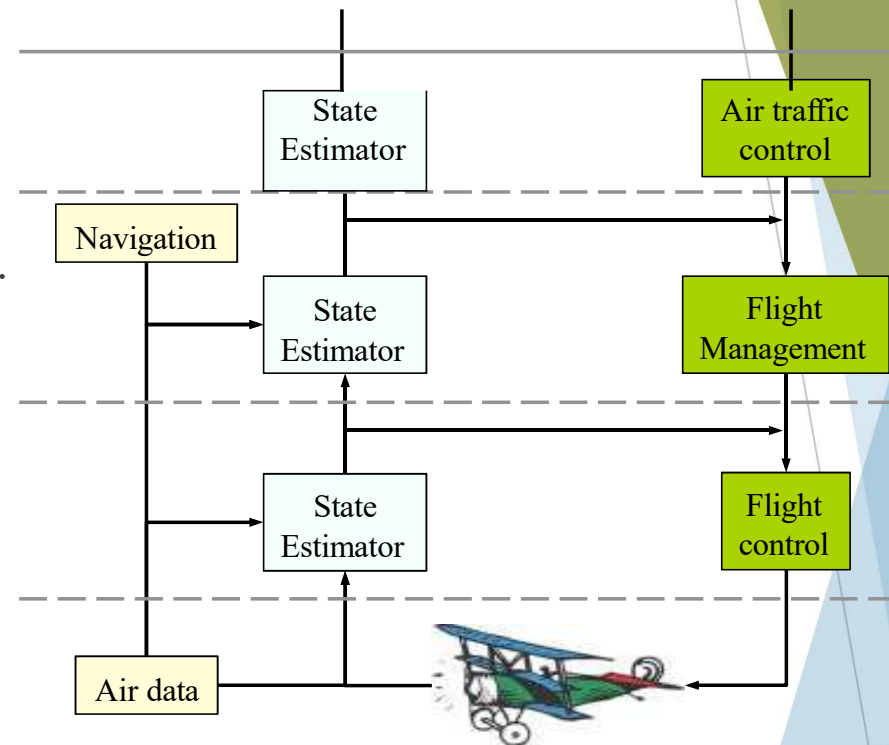 State
Estimator
Air traffic
control
Navigation
.
State
Estimator
Flight
Management
State
Estimator
Flight
control
Air data